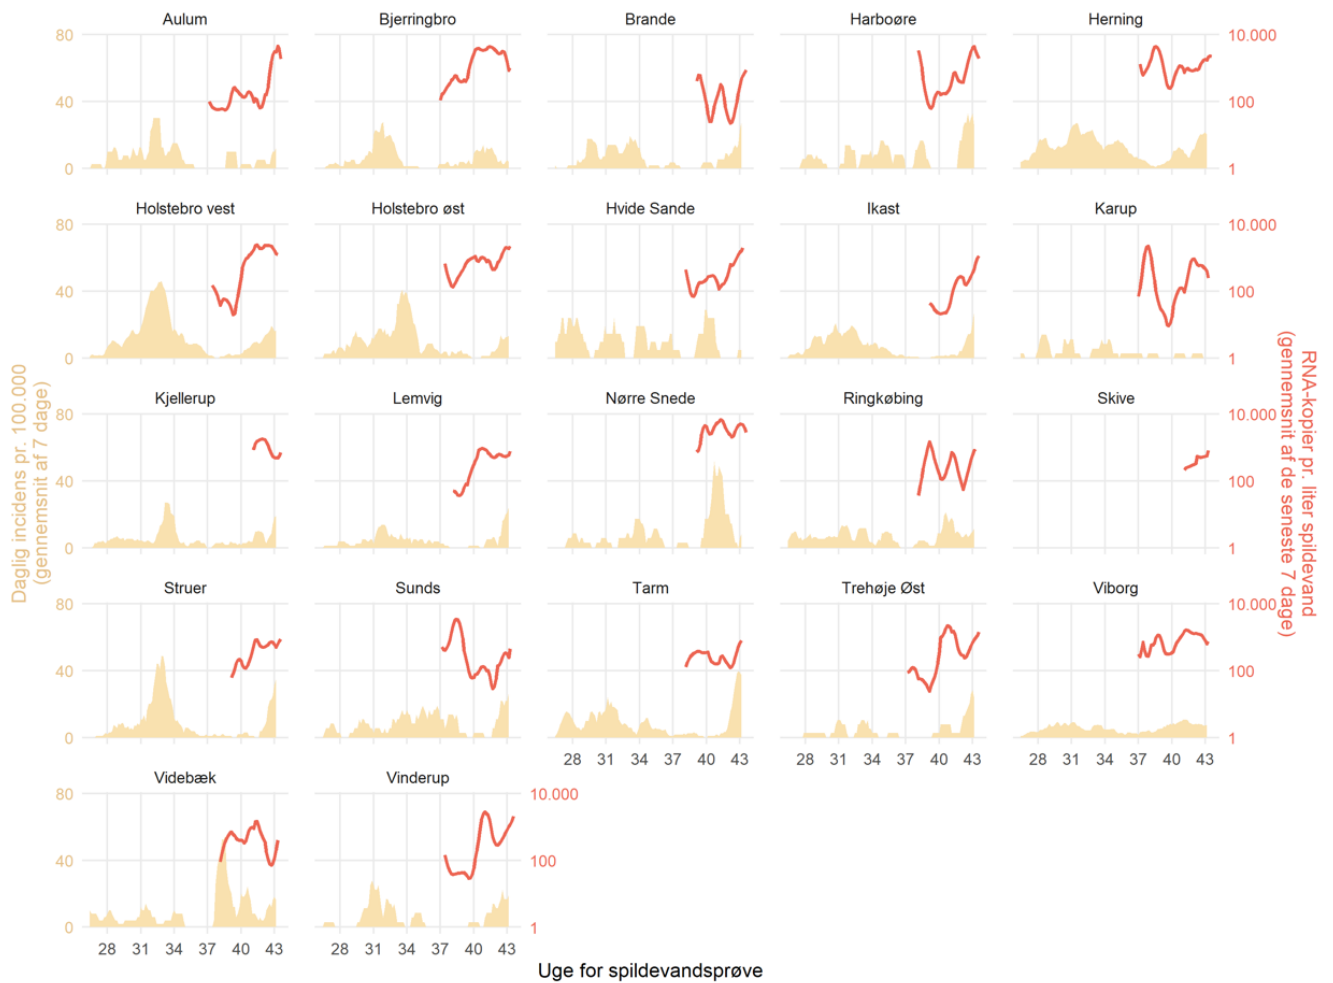 Aulum Bjerringbro Brande Harboøre Herning
80 10.000
40 100
0 1
Holstebro vest Holstebro øst Hvide Sande Ikast Karup
80 10.000
40 100
0 1
Kjellerup Lemvig Nørre Snede Ringkøbing Skive
80 10.000
40 100
0 1
Daglig incidens pr. 100.000
(gennemsnit af 7 dage)
RNA-kopier pr. liter spildevand
(gennemsnit af de seneste 7 dage)
Struer Sunds Tarm Trehøje Øst Viborg
80 10.000
40 100
0 1
28 31 34 37 40 43 28 31 34 37 40 43 28 31 34 37 40 43
Videbæk Vinderup
80 10.000
40 100
0 1
28 31 34 37 40 43 28 31 34 37 40 43
Uge for spildevandsprøve